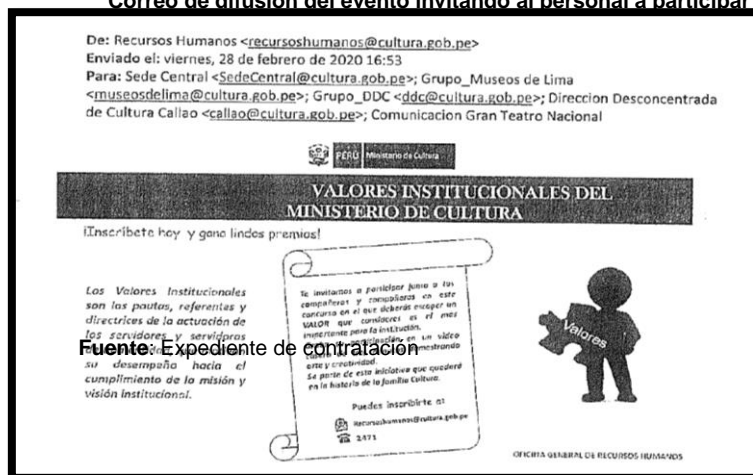 Correo de difusión del evento invitando al personal a participar
De: Recursos Humanos <recursoshumanos@cultura.gob.pe>
Enviado el: viernes, 28 de febrero de 2020 16:53
Para: Sede Central <SedeCentral@cultura.gob.pe>; Grupo_Museos de Lima
<museosdelima@cultura.gob.pe>; Grupo_DDC <ddc@cultura.gob.pe>; Direccion Desconcentrada
de Cultura Callao <callao@cultura.gob.pe>; Comunicacion Gran Teatro Nacional
PERÚ Ministerio de Cultura
VALORES INSTITUCIONALES DEL
MINISTERIO DE CULTURA
¡Inscríbete hoy y gana lindos premios!
Los Valores Institucionales
son las pautas, referentes y
directrices de la actuación de
los servidores y servidoras
su desempeño hacia el
cumplimiento de la misión y
visión institucional.
Te invitamos a participar junto a tus
compañeros y compañeras en este
concurso en el que deberás escoger un
VALOR que consideres es el más
importante para la institución.
en un video
arte y creatividad.
Se parte de esta iniciativa que quedará
en la historia de la familia Cultura.
Puedes inscribirte a:
Recursoshumanos@cultura.gob.pe
2471
Valores
Fuente: Expediente de contratación
OFICINA GENERAL DE RECURSOS HUMANOS